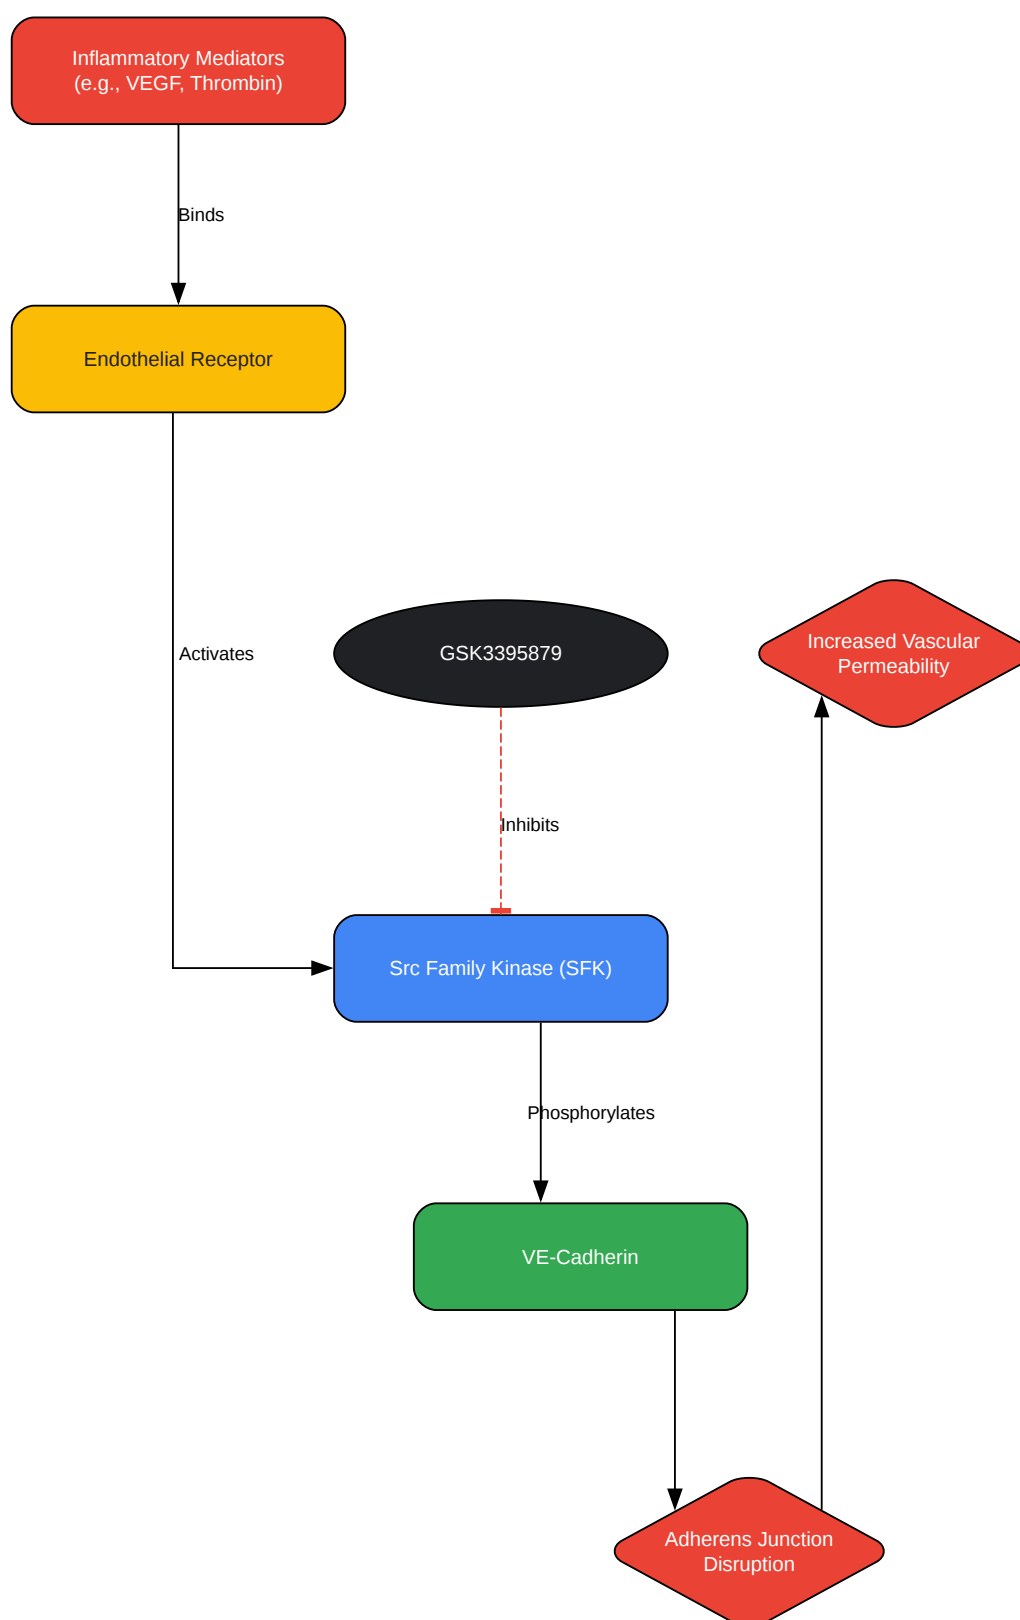 Inflammatory Mediators
(e.g., VEGF, Thrombin)
Binds
Endothelial Receptor
Activates
GSK3395879
Increased Vascular
Permeability
Inhibits
Src Family Kinase (SFK)
Phosphorylates
VE-Cadherin
Adherens Junction
Disruption